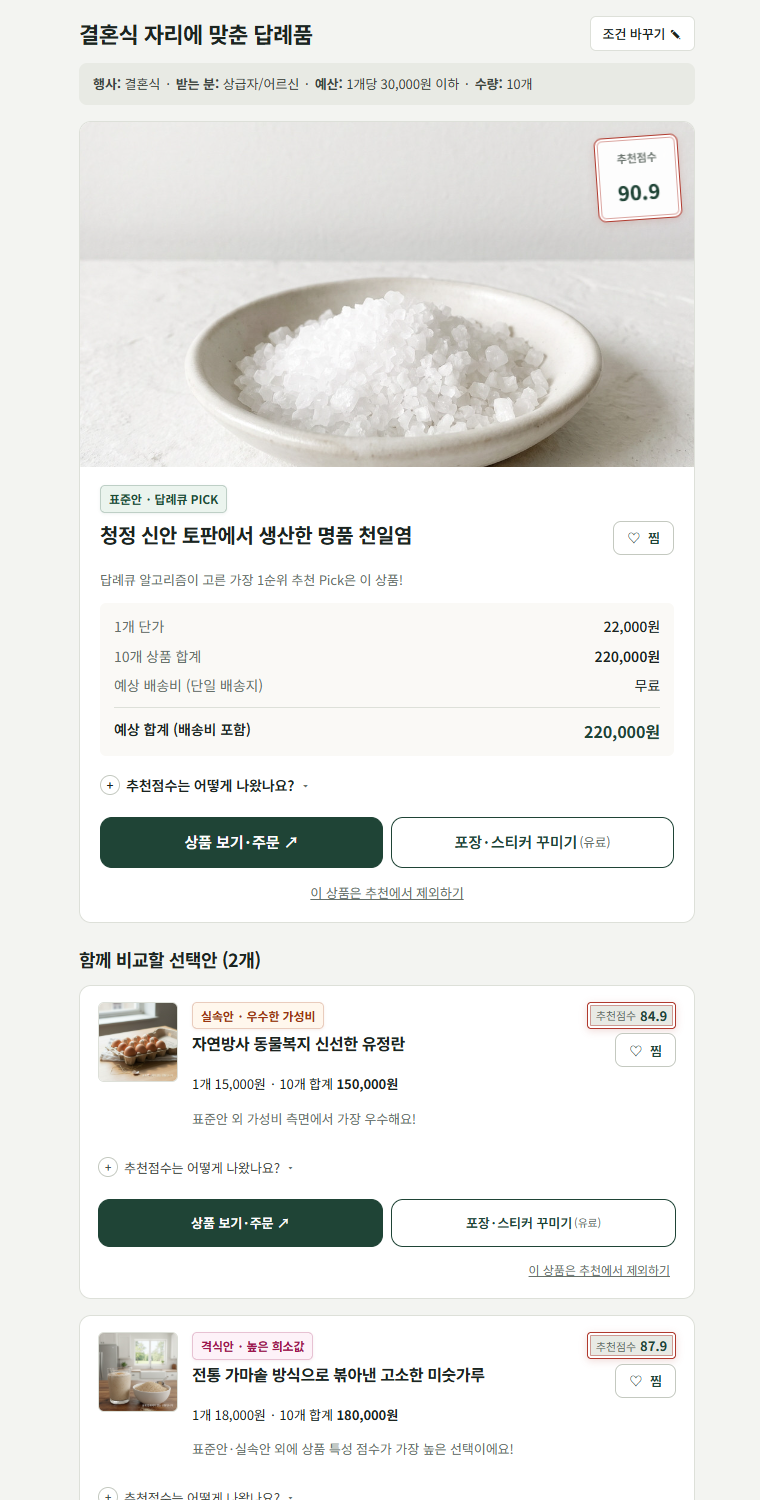 결혼식 자리에 맞춘 답례품
조건 바꾸기
행사: 결혼식 · 받는 분: 상급자/어르신 · 예산: 1개당 30,000원 이하 · 수량: 10개
추천점수
90.9
표준안 · 답례큐 PICK
청정 신안 토판에서 생산한 명품 천일염
♡ 찜
답례큐 알고리즘이 고른 가장 1순위 추천 Pick은 이 상품!
1개 단가 22,000원
10개 상품 합계 220,000원
예상 배송비 (단일 배송지) 무료
예상 합계 (배송비 포함) 220,000원
+ 추천점수는 어떻게 나왔나요?
상품 보기·주문 ↗
포장·스티커 꾸미기 (유료)
이 상품은 추천에서 제외하기
함께 비교할 선택안 (2개)
실속안 · 우수한 가성비
추천점수 84.9
자연방사 동물복지 신선한 유정란
♡ 찜
1개 15,000원 · 10개 합계 150,000원
표준안 외 가성비 측면에서 가장 우수해요!
+ 추천점수는 어떻게 나왔나요?
상품 보기·주문 ↗
포장·스티커 꾸미기 (유료)
이 상품은 추천에서 제외하기
격식안 · 높은 희소값
추천점수 87.9
전통 가마솥 방식으로 볶아낸 고소한 미숫가루
♡ 찜
1개 18,000원 · 10개 합계 180,000원
표준안·실속안 외에 상품 특성 점수가 가장 높은 선택이에요!
+ 추천점수는 어떻게 나왔나요?